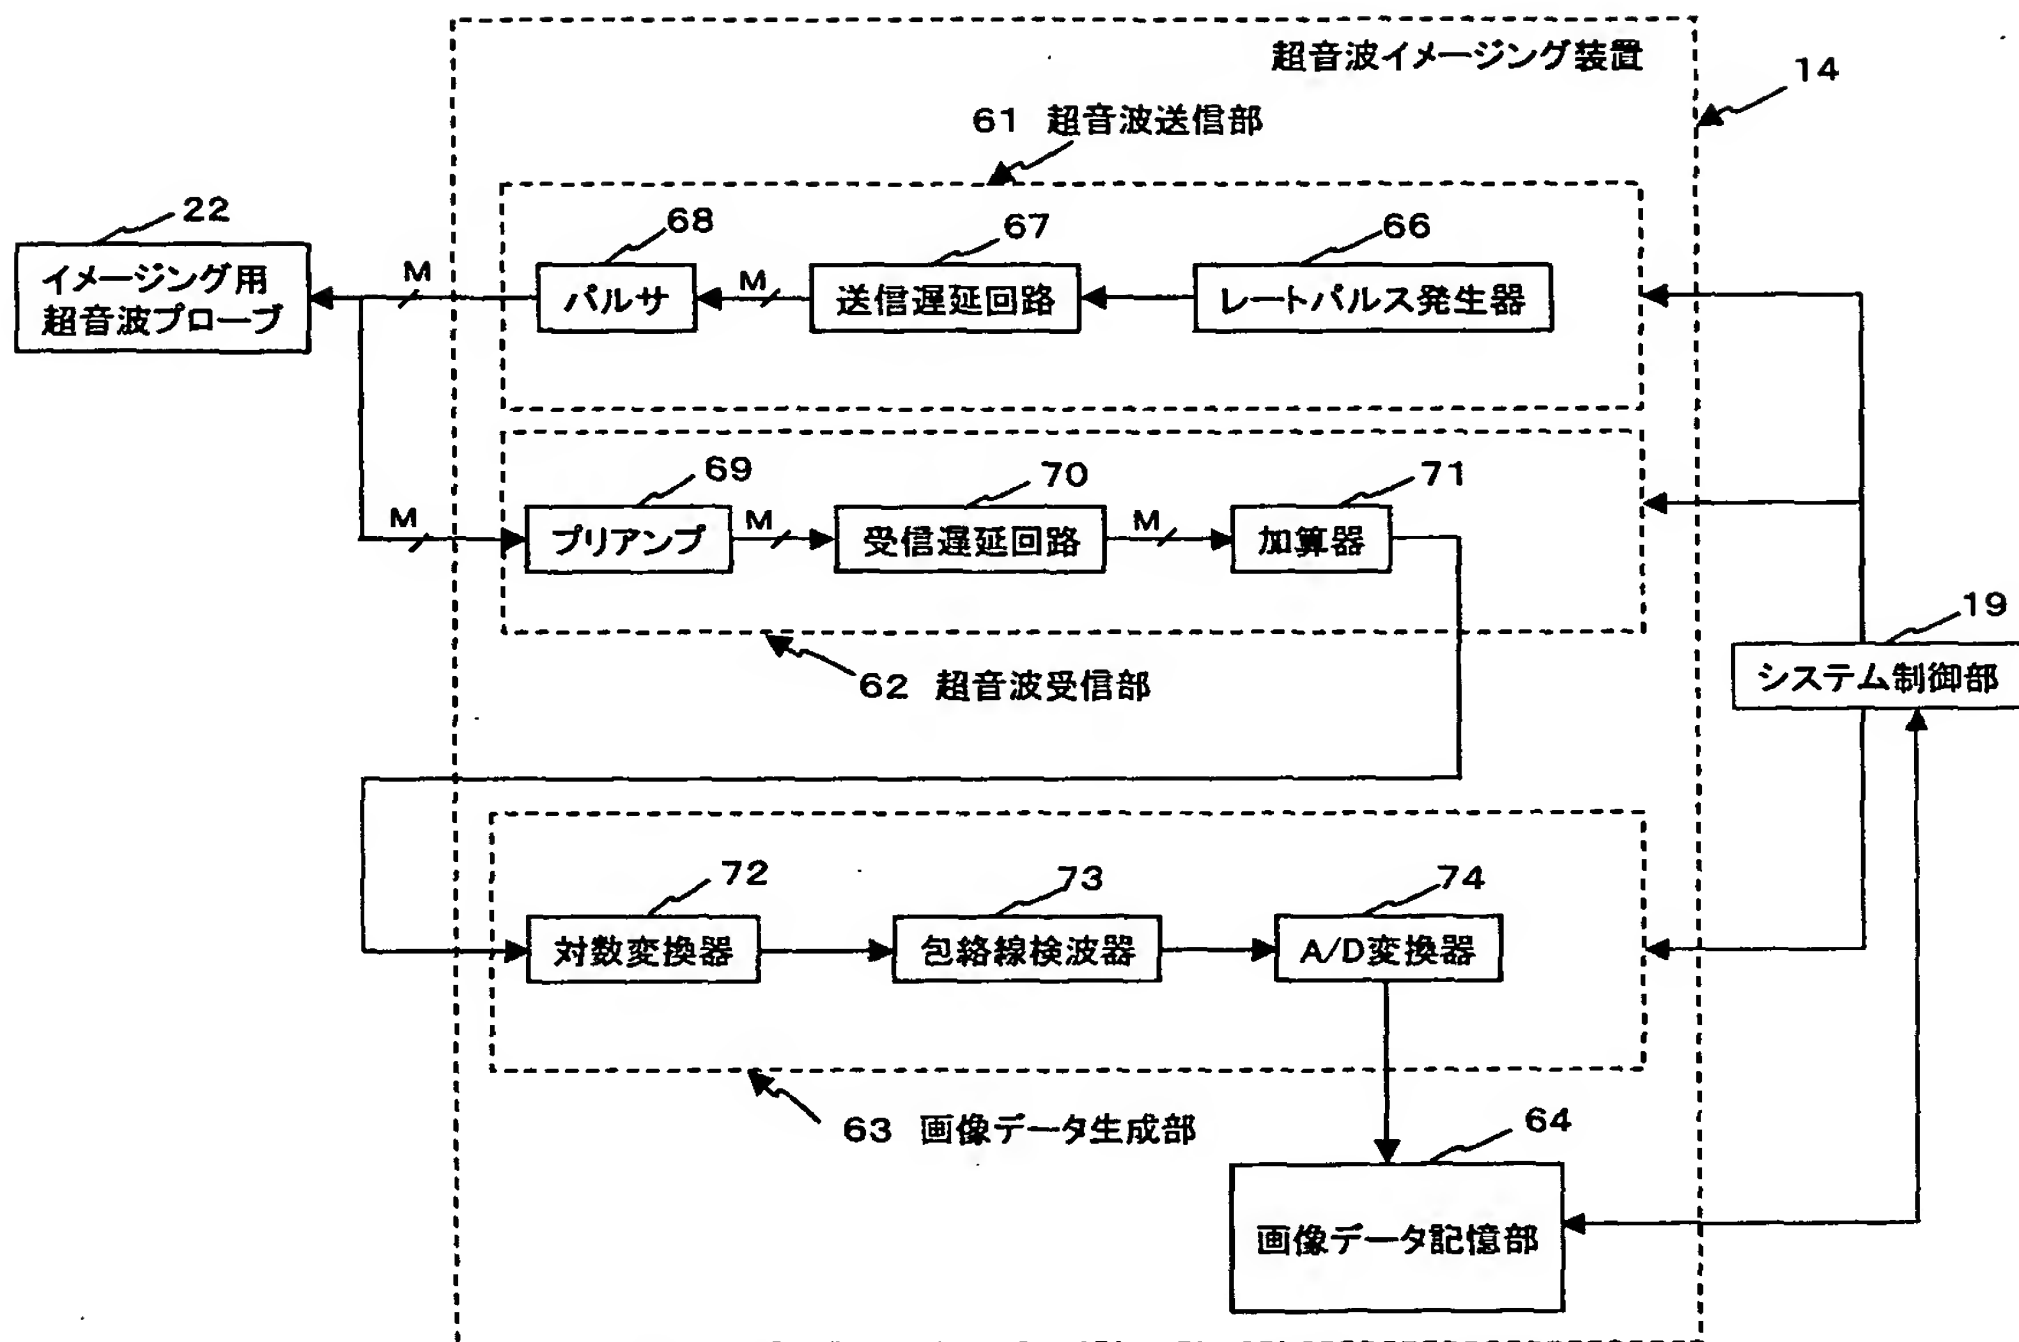 超音波イメージング装置
14
61 超音波送信部
22
68
67
66
イメージング用
超音波プローブ
M
パルサ
M
送信遅延回路
レートパルス発生器
69
70
71
M
プリアンプ
M
受信遅延回路
M
加算器
19
システム制御部
62 超音波受信部
72
73
74
対数変換器
包絡線検波器
A/D変換器
63 画像データ生成部
64
画像データ記憶部